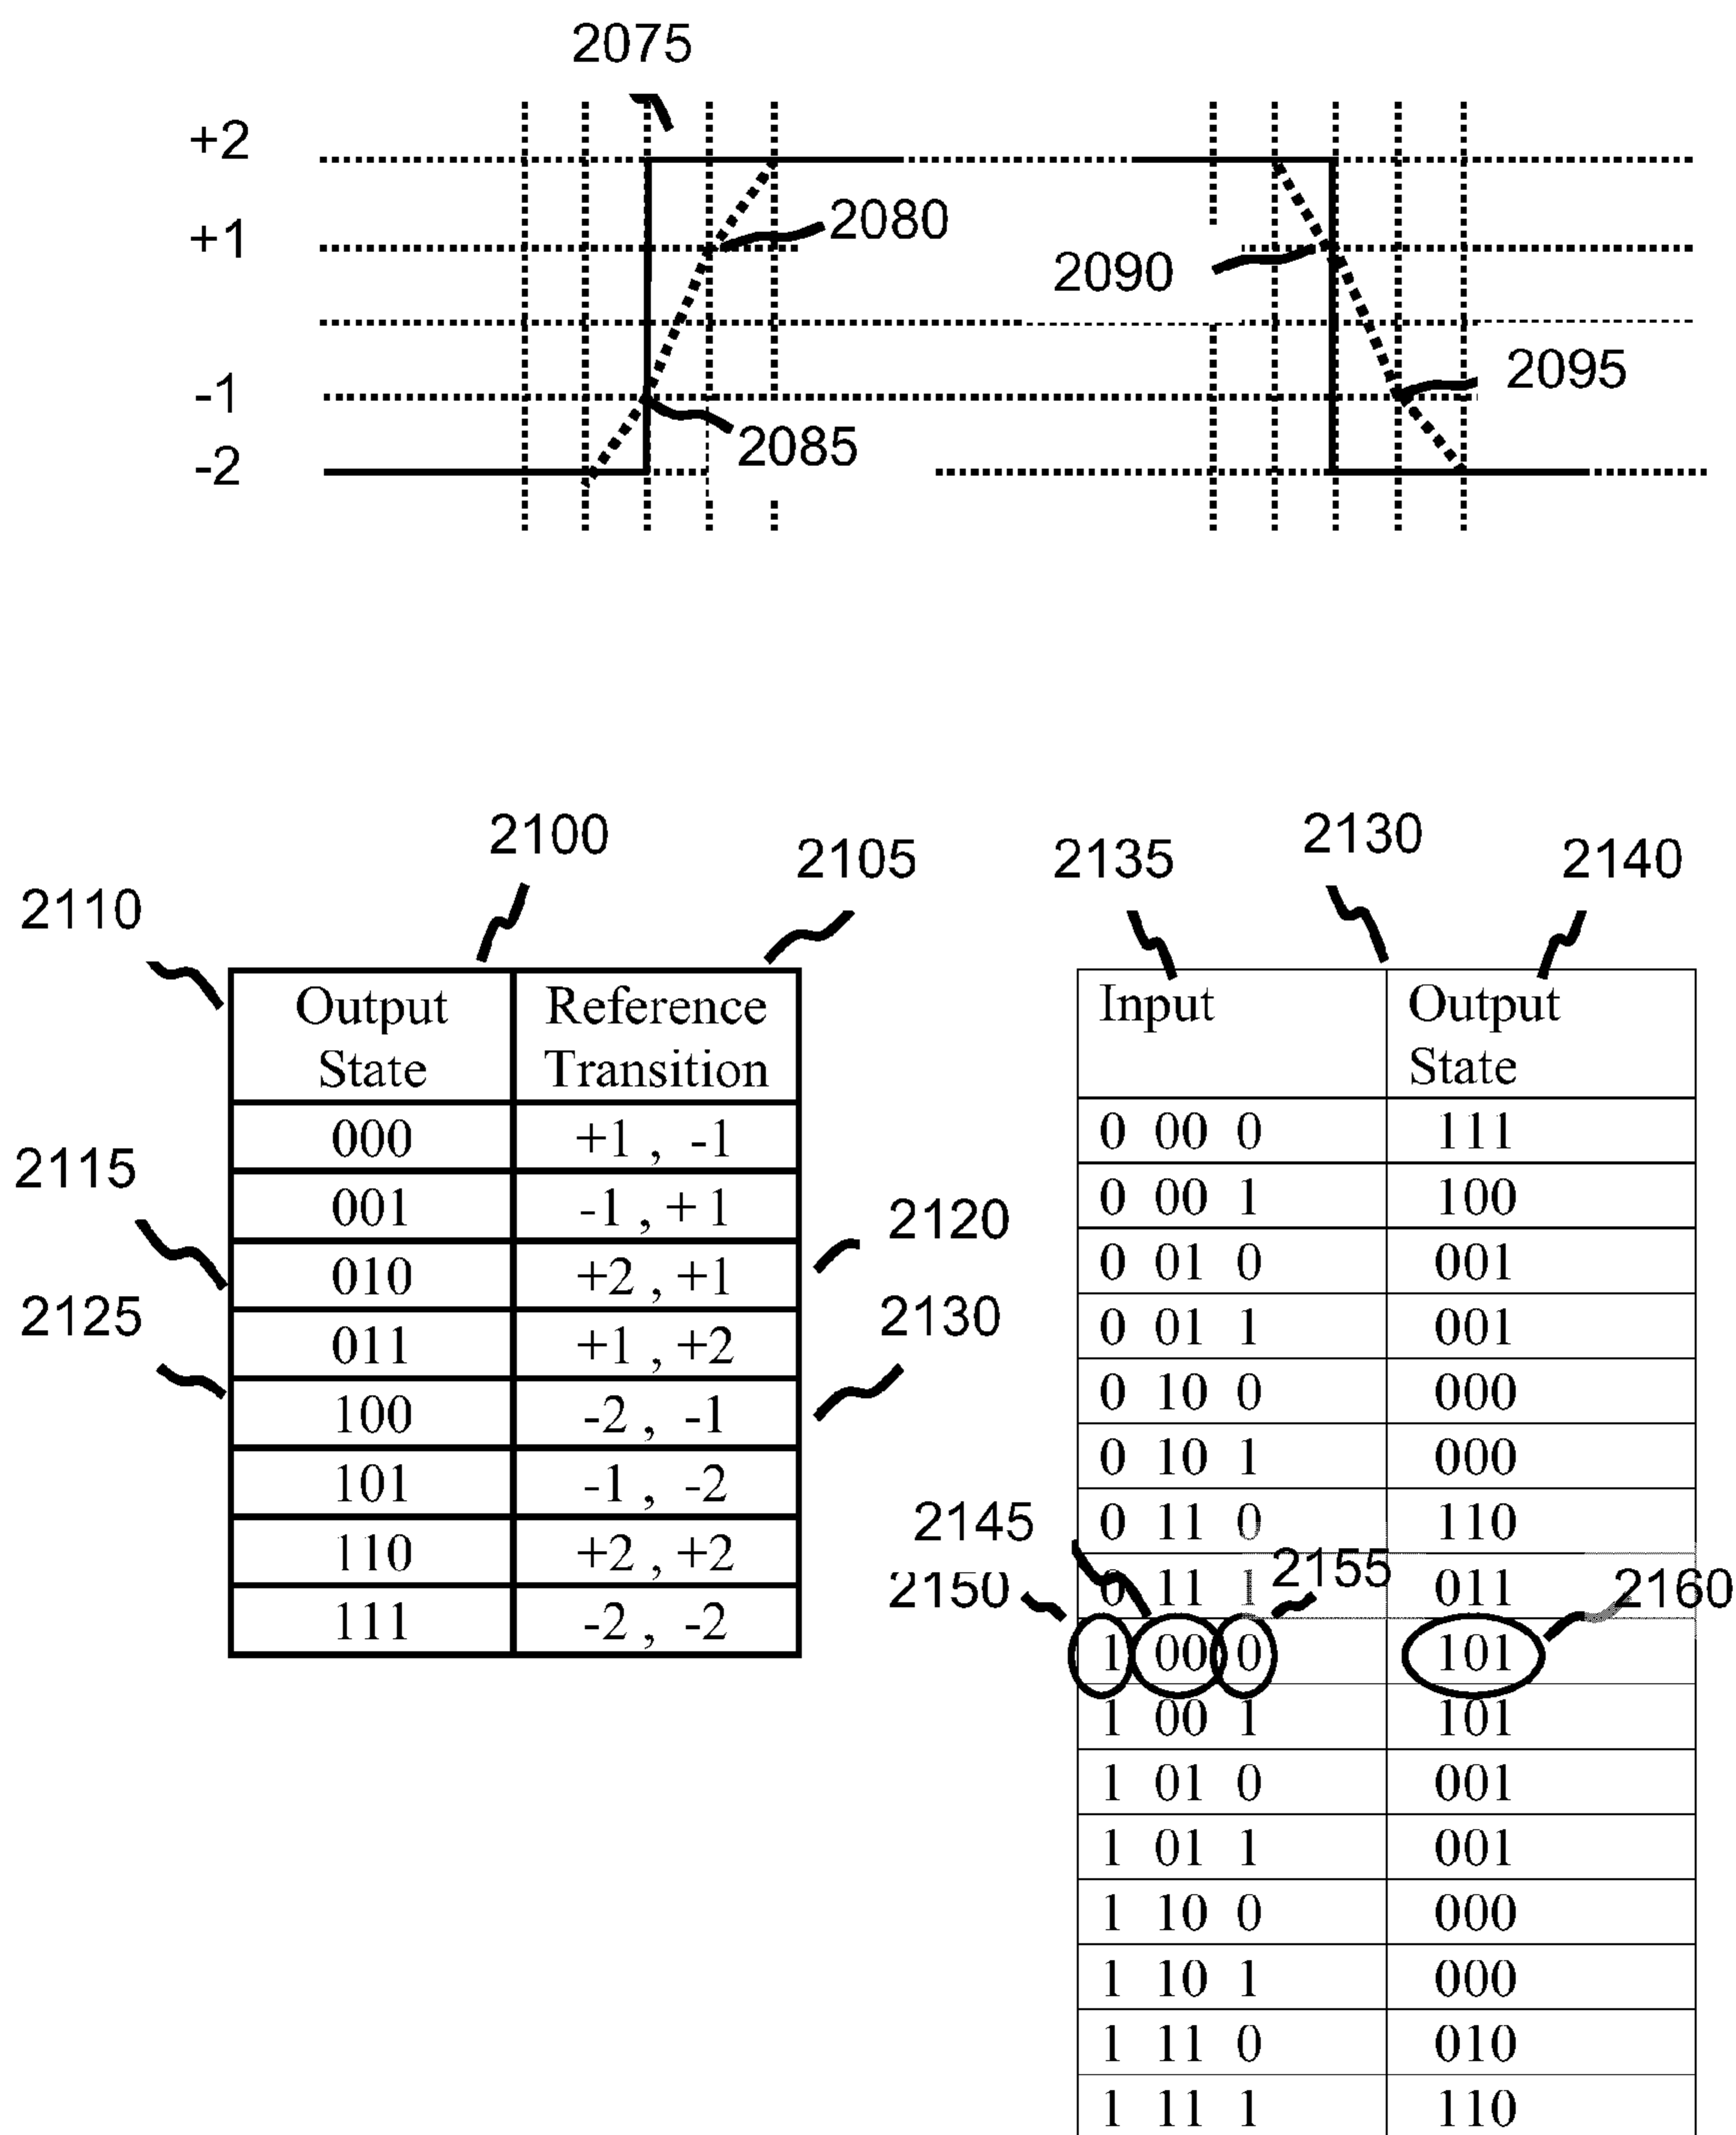 2075
+2
+1
2080
2090
-1
2095
2085
-2
2100
2105
2110
Output State
Reference Transition
000 +1 , -1
2115
001 -1 , +1
2120
010 +2 , +1
2125
2130
011 +1 , +2
100 -2 , -1
101 -1 , -2
110 +2 , +2
111 -2 , -2
2135
2130
2140
Input
Output State
0 00 0 111
0 00 1 100
0 01 0 001
0 01 1 001
0 10 0 000
0 10 1 000
2145
0 11 0 110
2150
2155
2160
0 11 1 011
1 00 0 101
1 00 1 101
1 01 0 001
1 01 1 001
1 10 0 000
1 10 1 000
1 11 0 010
1 11 1 110